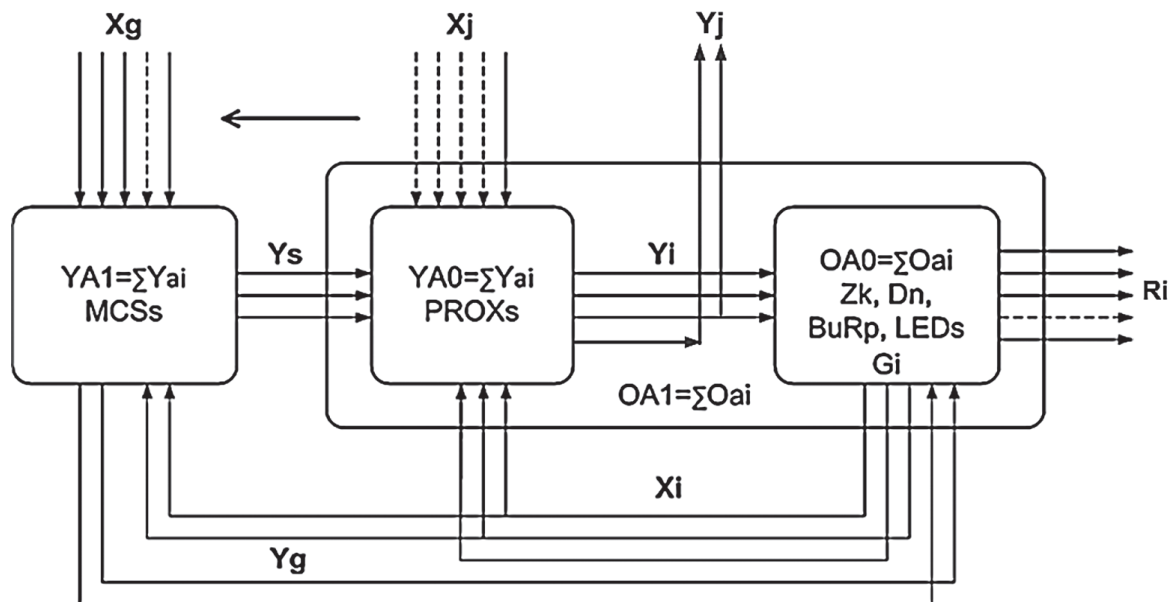 Xg
Xj
Yj
YA1=∑Yai
MCSs
Ys
YA0=∑Yai
PROXs
Yi
OA0=∑Oai
Zk, Dn,
BuRp, LEDs
Gi
Ri
OA1=∑Oai
Xi
Yg